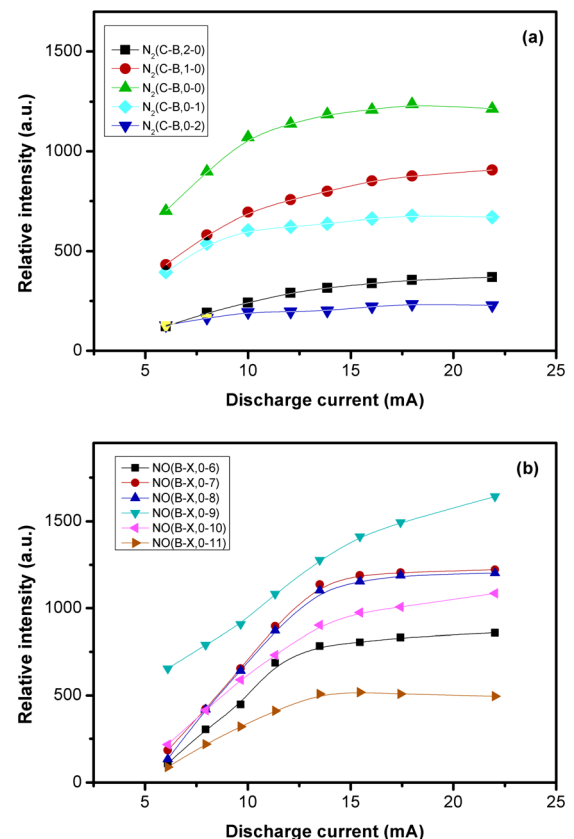 (a)
N₂(C-B,2-0)
N₂(C-B,1-0)
N₂(C-B,0-0)
N₂(C-B,0-1)
N₂(C-B,0-2)
1500
1000
500
0
Relative intensity (a.u.)
5 10 15 20 25
Discharge current (mA)
(b)
NO(B-X,0-6)
NO(B-X,0-7)
NO(B-X,0-8)
NO(B-X,0-9)
NO(B-X,0-10)
NO(B-X,0-11)
1500
1000
500
0
Relative intensity (a.u.)
5 10 15 20 25
Discharge current (mA)